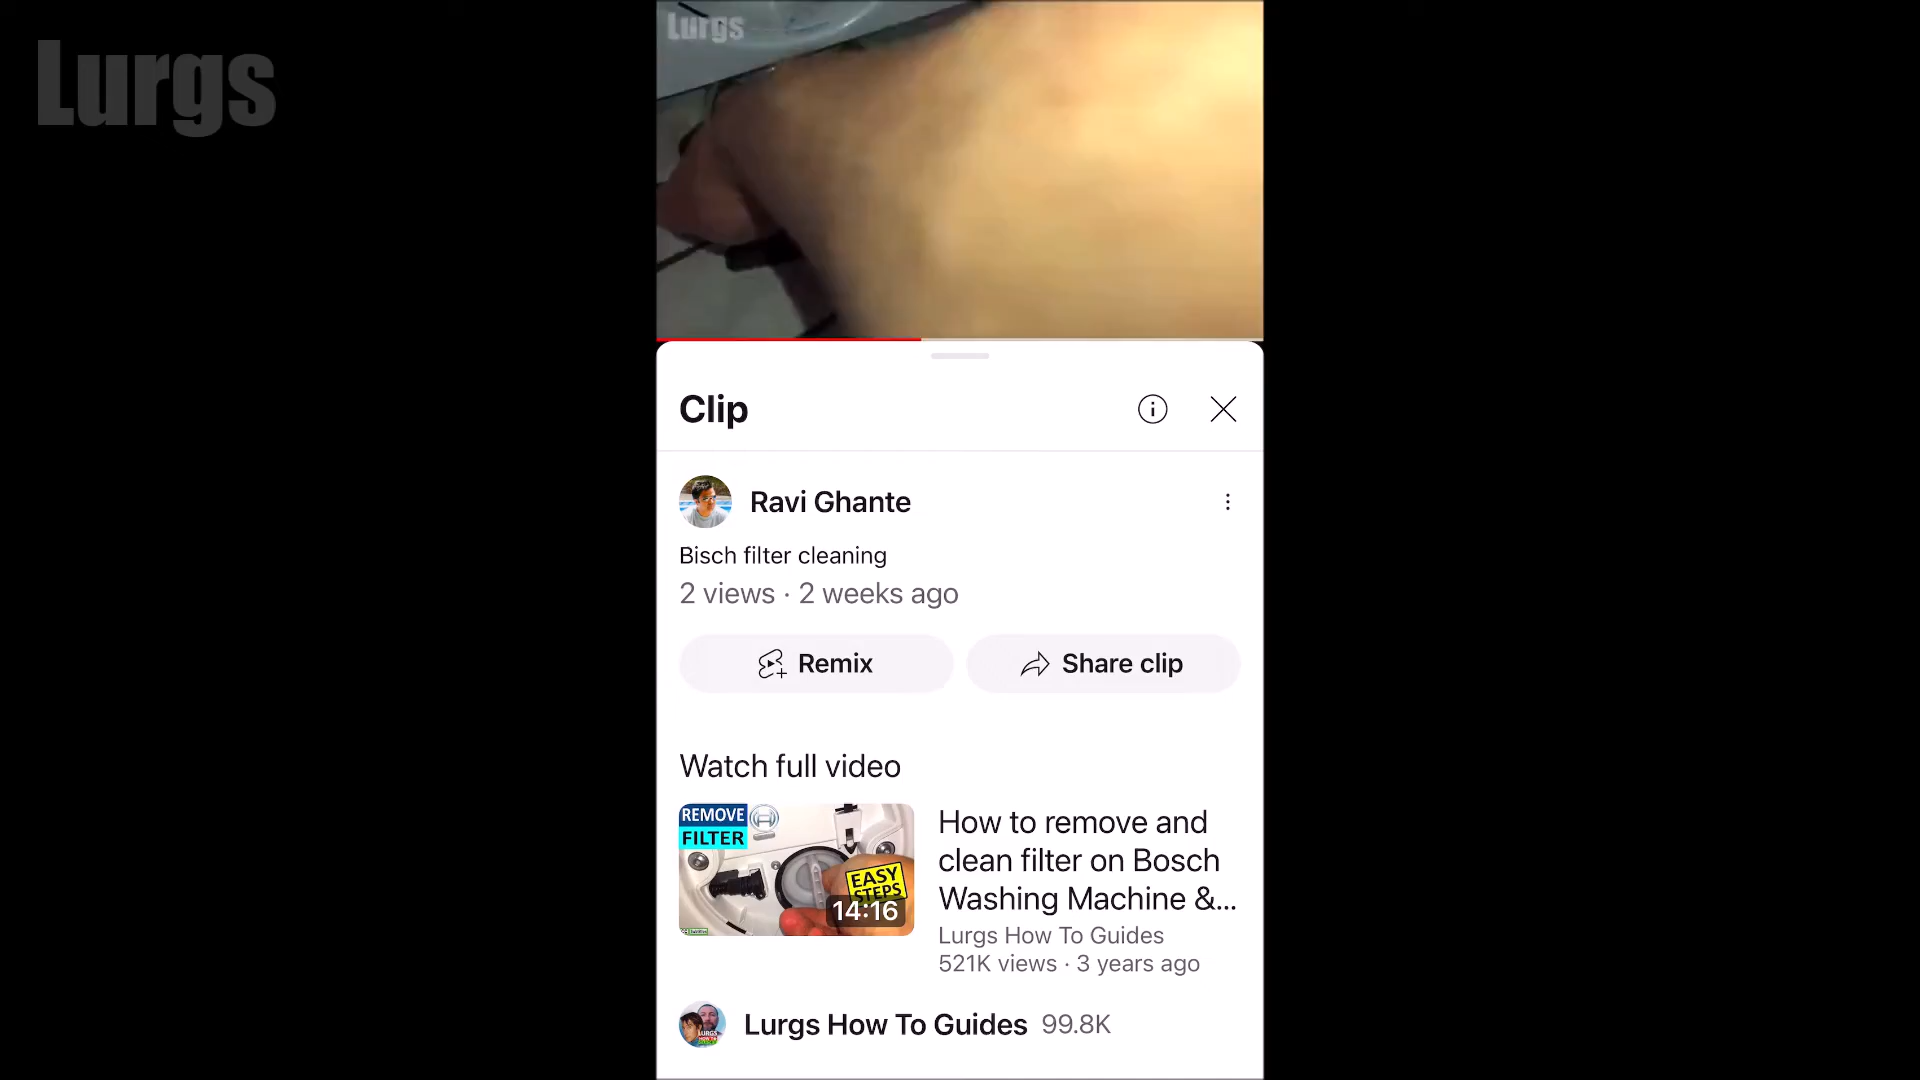 Lurgs
Lurgs
Clip
Ravi Ghante
Bisch filter cleaning
2 views · 2 weeks ago
Remix
Share clip
Watch full video
REMOVE
FILTER
EASY
STEPS
14:16
How to remove and
clean filter on Bosch
Washing Machine &...
Lurgs How To Guides
521K views · 3 years ago
Lurgs How To Guides 99.8K